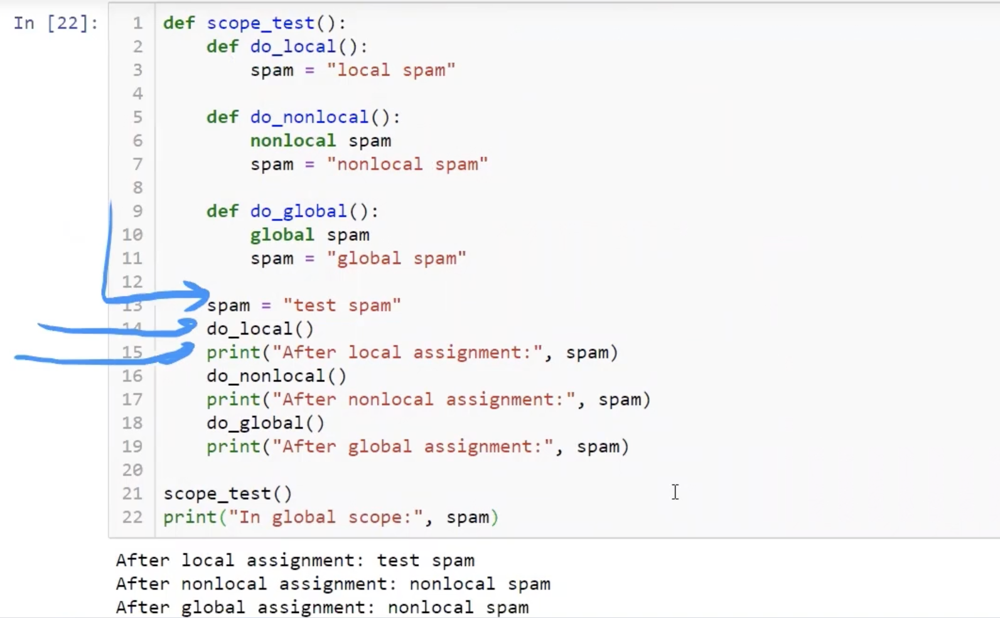 In [22]:
1 def scope_test():
2     def do_local():
3         spam = "local spam"
4
5     def do_nonlocal():
6         nonlocal spam
7         spam = "nonlocal spam"
8
9     def do_global():
10         global spam
11         spam = "global spam"
12
13     spam = "test spam"
14     do_local()
15     print("After local assignment:", spam)
16     do_nonlocal()
17     print("After nonlocal assignment:", spam)
18     do_global()
19     print("After global assignment:", spam)
20
21 scope_test()
22 print("In global scope:", spam)
After local assignment: test spam
After nonlocal assignment: nonlocal spam
After global assignment: nonlocal spam